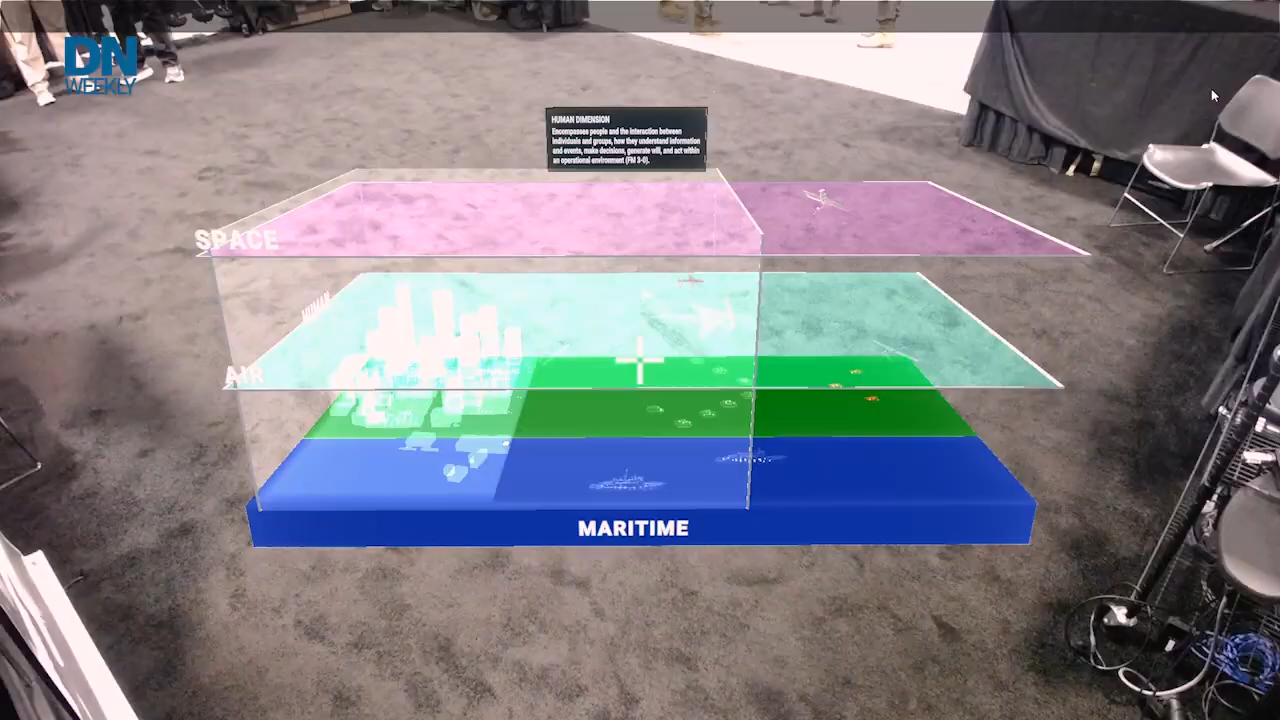 DN
WEEKLY
HUMAN DIMENSION
Encompasses people and the interaction between
individuals and groups, how they understand information
and events, make decisions, generate will, and act within
an operational environment (FM 3-0).
SPACE
HUMAN
AIR
MARITIME